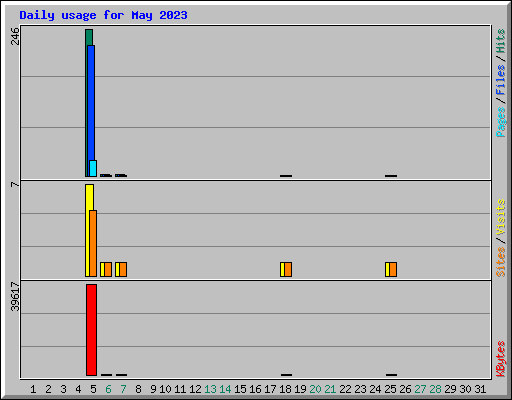 Daily usage for May 2023
246
Pages / Files / Hits
7
Sites / Visits
39617
KBytes
1 2 3 4 5 6 7 8 9 10 11 12 13 14 15 16 17 18 19 20 21 22 23 24 25 26 27 28 29 30 31